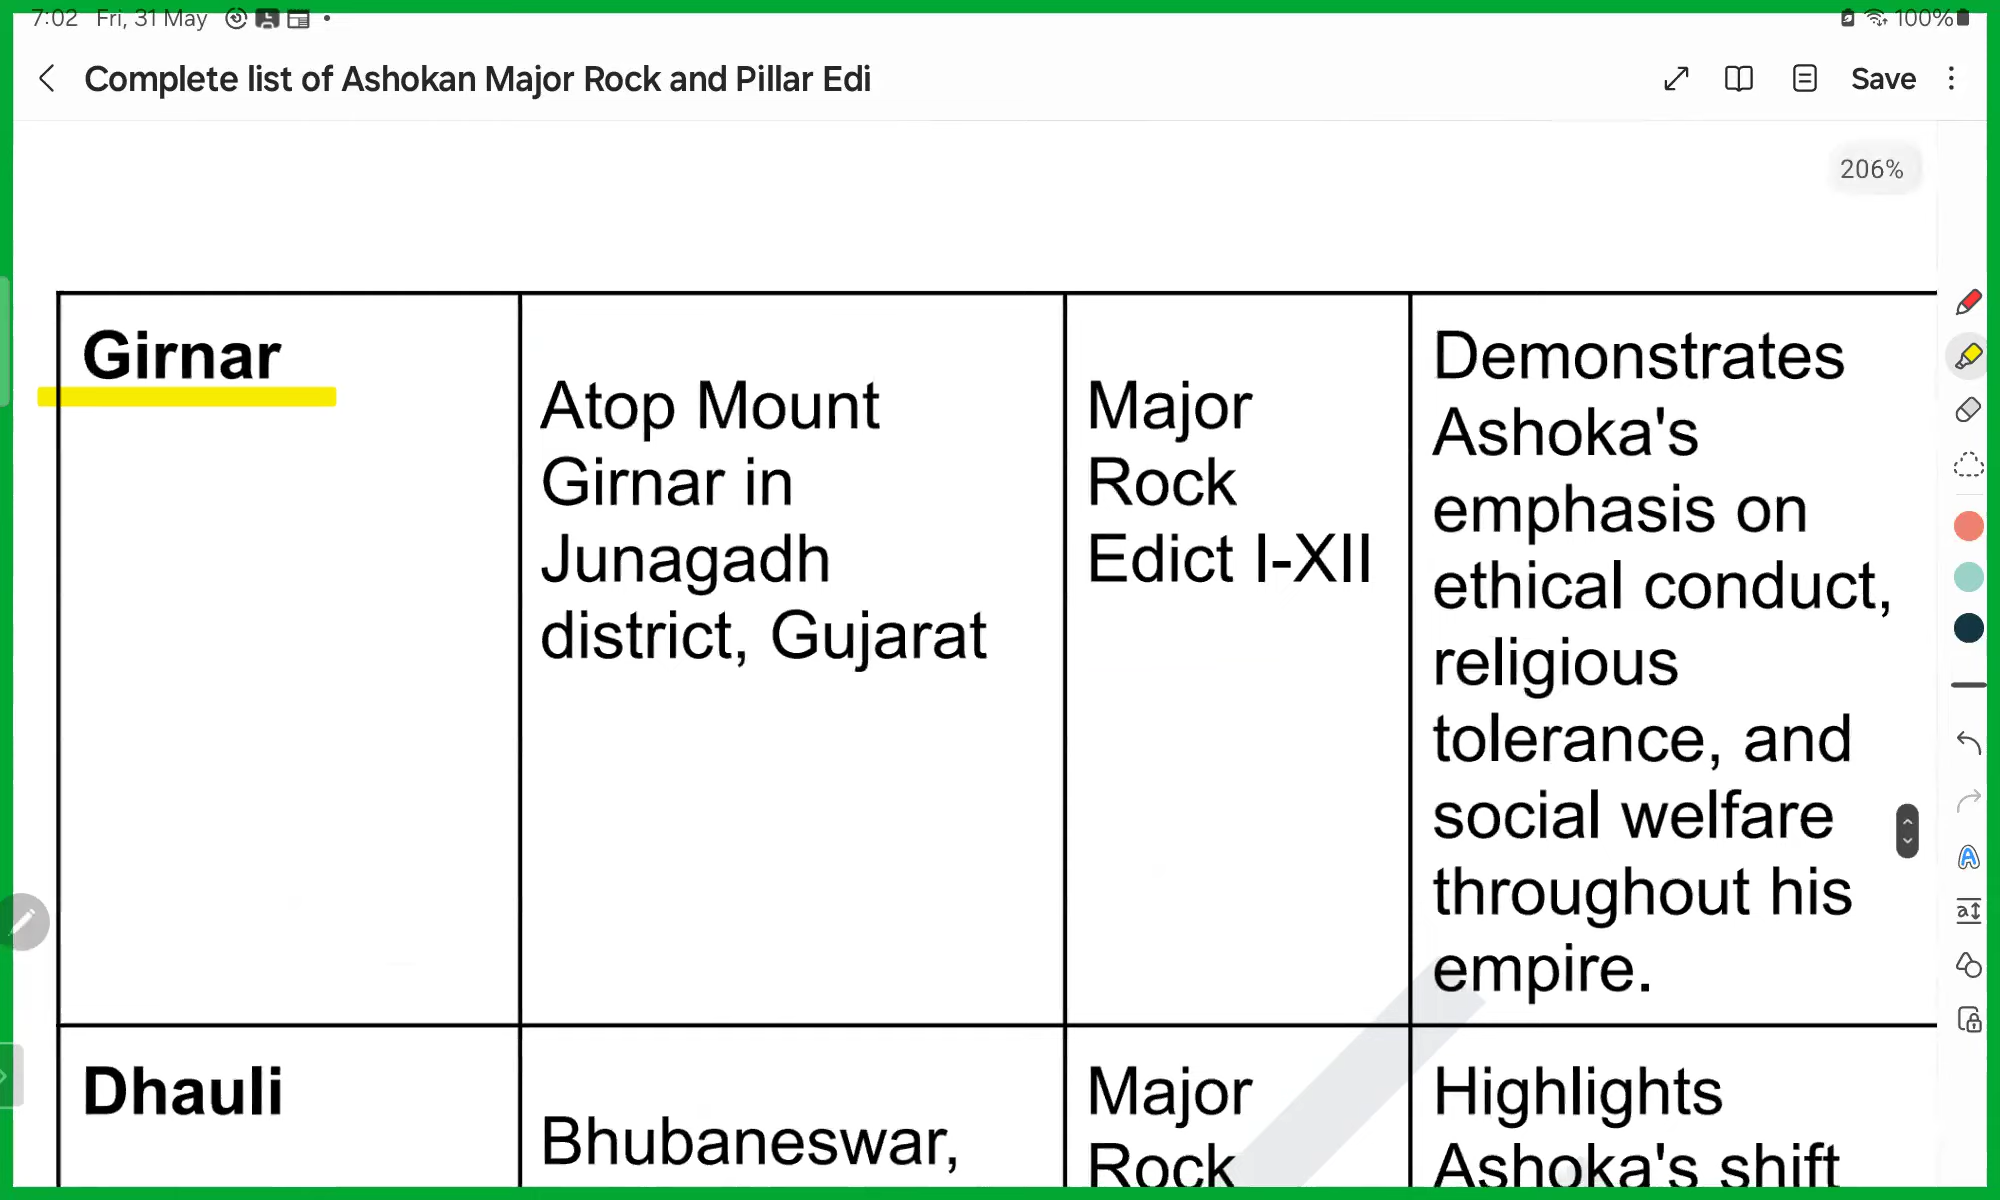 7:02 Fri, 31 May
100%
Complete list of Ashokan Major Rock and Pillar Edi
Save
206%
Girnar
Atop Mount
Girnar in
Junagadh
district, Gujarat
Major
Rock
Edict I-XII
Demonstrates
Ashoka's
emphasis on
ethical conduct,
religious
tolerance, and
social welfare
throughout his
empire.
Dhauli
Bhubaneswar,
Major
Rock
Highlights
Ashoka's shift